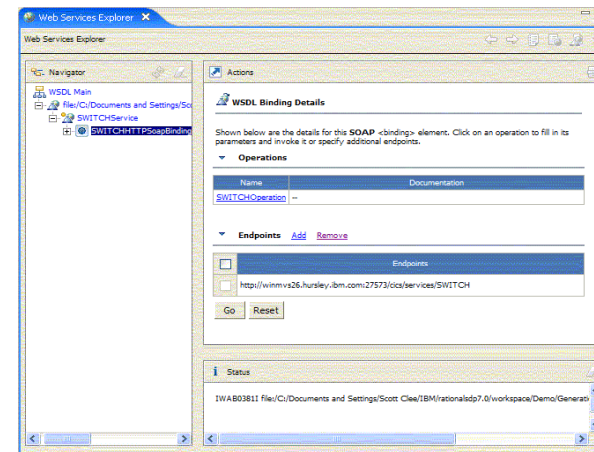 Web Services Explorer
Web Services Explorer
Navigator
WSDL Main
file:/C:/Documents and Settings/Sco
SWITCHService
SWITCHHTTPSoapBinding
Actions
WSDL Binding Details
Shown below are the details for this SOAP <binding> element. Click on an operation to fill in its
parameters and invoke it or specify additional endpoints.
Operations
Name Documentation
SWITCHOperation --
Endpoints Add Remove
Endpoints
http://winmvs26.hursley.ibm.com:27573/cics/services/SWITCH
Go Reset
i Status
IWAB0381I file:/C:/Documents and Settings/Scott Clee/IBM/rationalsdp7.0/workspace/Demo/Generati